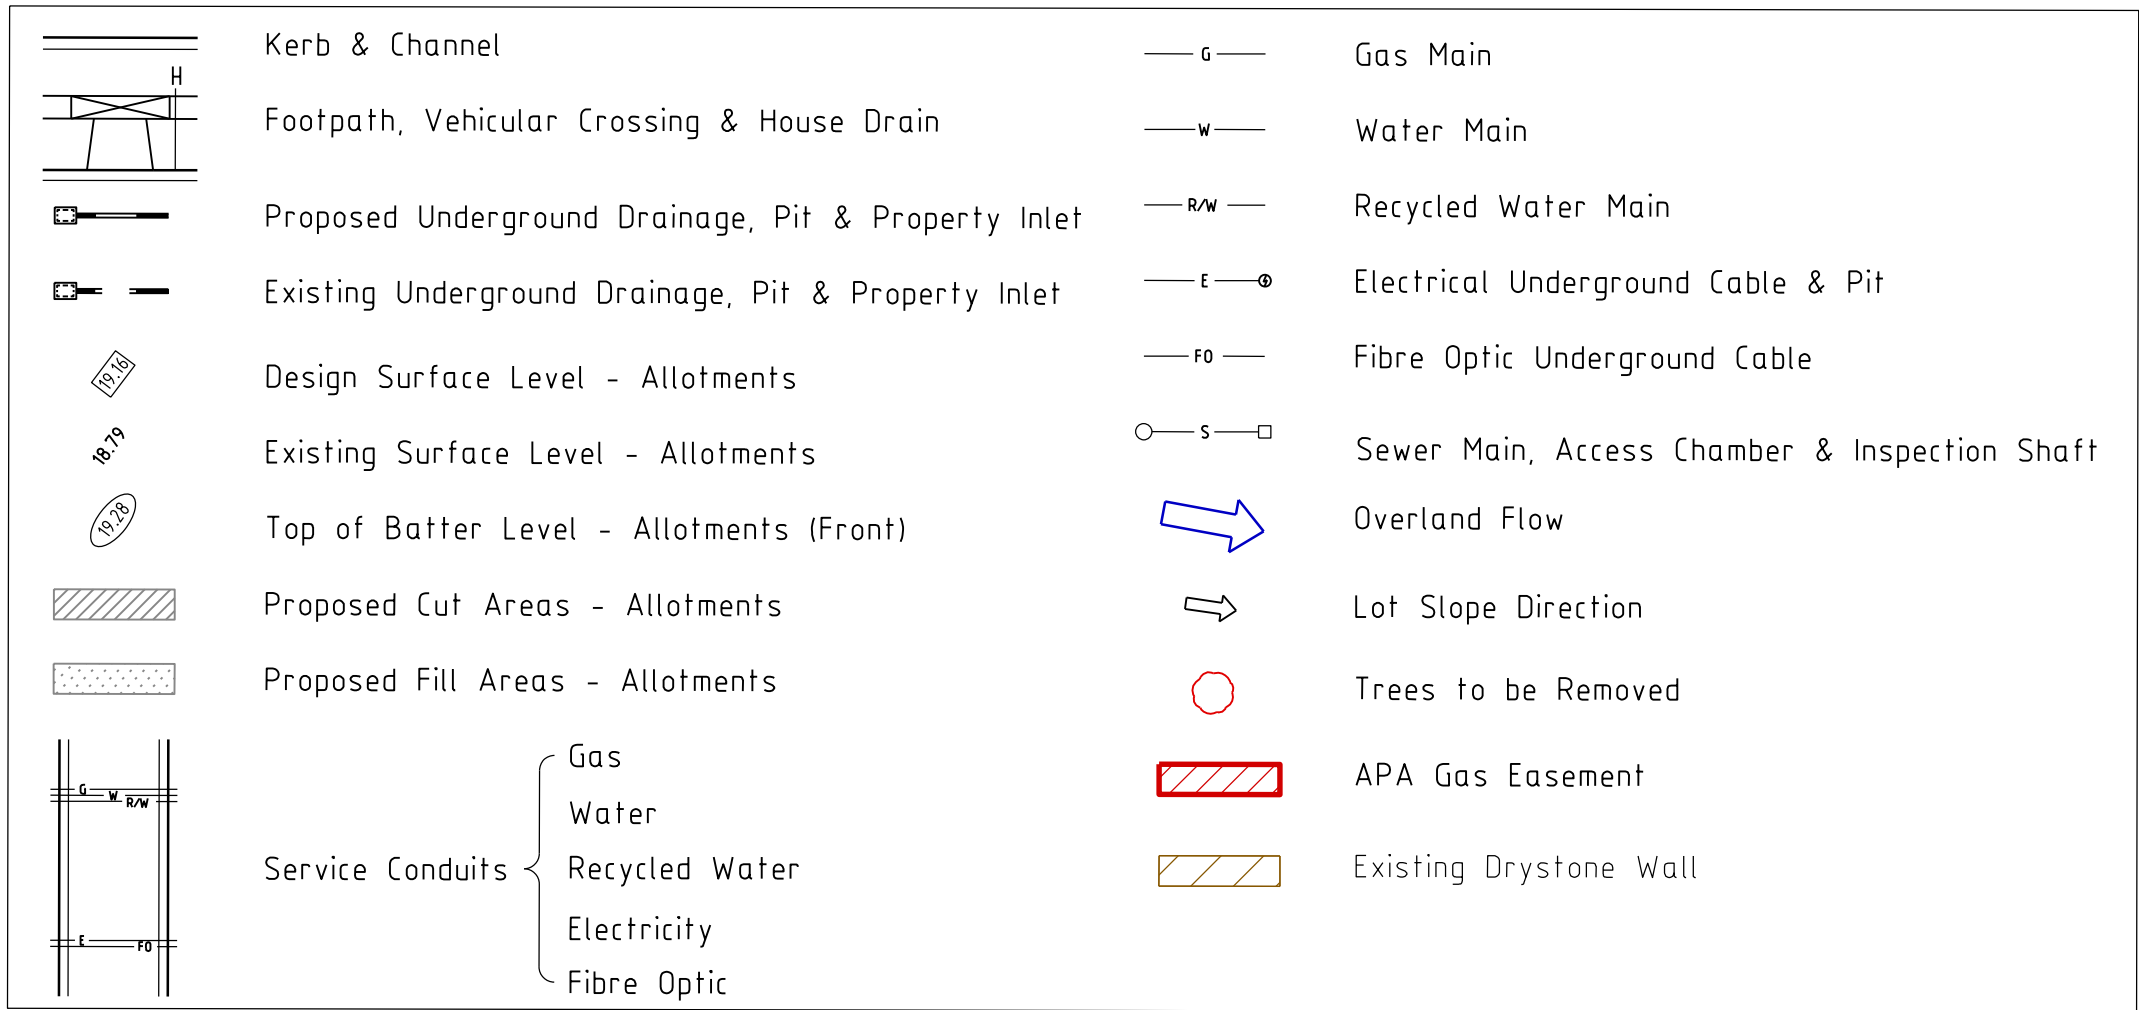 Kerb & Channel
H
Footpath, Vehicular Crossing & House Drain
Proposed Underground Drainage, Pit & Property Inlet
Existing Underground Drainage, Pit & Property Inlet
19.16
Design Surface Level - Allotments
18.79
Existing Surface Level - Allotments
19.28
Top of Batter Level - Allotments (Front)
Proposed Cut Areas - Allotments
Proposed Fill Areas - Allotments
G
W
R/W
E
FO
Service Conduits
Gas
Water
Recycled Water
Electricity
Fibre Optic
G Gas Main
W Water Main
R/W Recycled Water Main
E Electrical Underground Cable & Pit
FO Fibre Optic Underground Cable
S Sewer Main, Access Chamber & Inspection Shaft
Overland Flow
Lot Slope Direction
Trees to be Removed
APA Gas Easement
Existing Drystone Wall